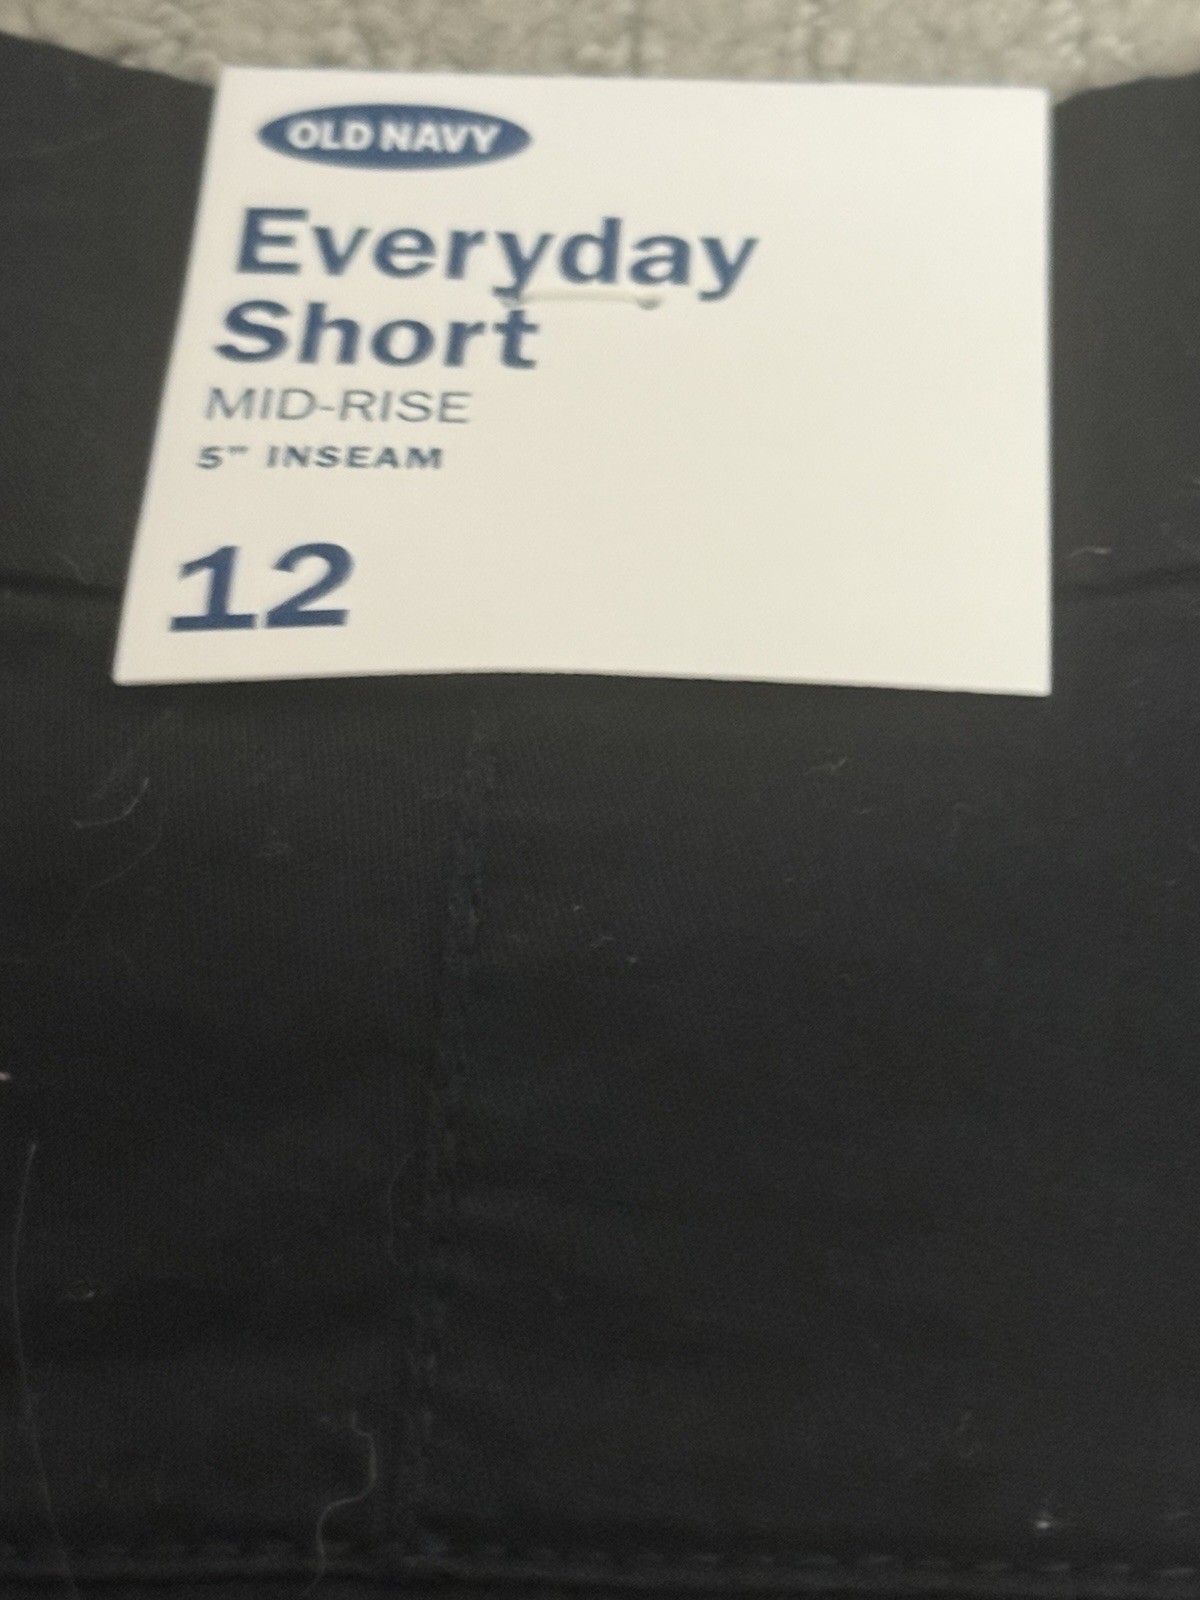 OLD NAVY
Everyday
Short
MID-RISE
5" INSEAM
12